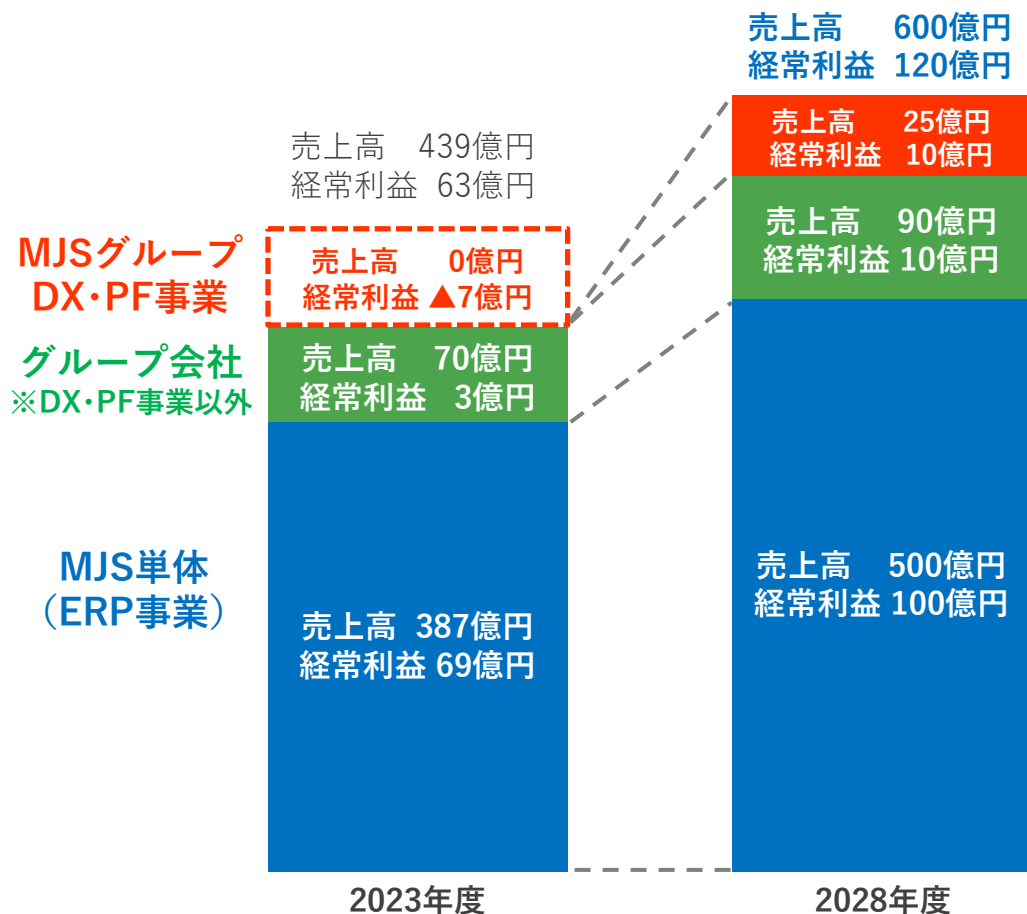 売上高 600億円
経常利益 120億円
売上高 25億円
経常利益 10億円
売上高 90億円
経常利益 10億円
売上高 500億円
経常利益 100億円
売上高 439億円
経常利益 63億円
MJSグループ
DX・PF事業
売上高 0億円
経常利益 ▲7億円
グループ会社
※DX・PF事業以外
売上高 70億円
経常利益 3億円
MJS単体
（ERP事業）
売上高 387億円
経常利益 69億円
2023年度
2028年度